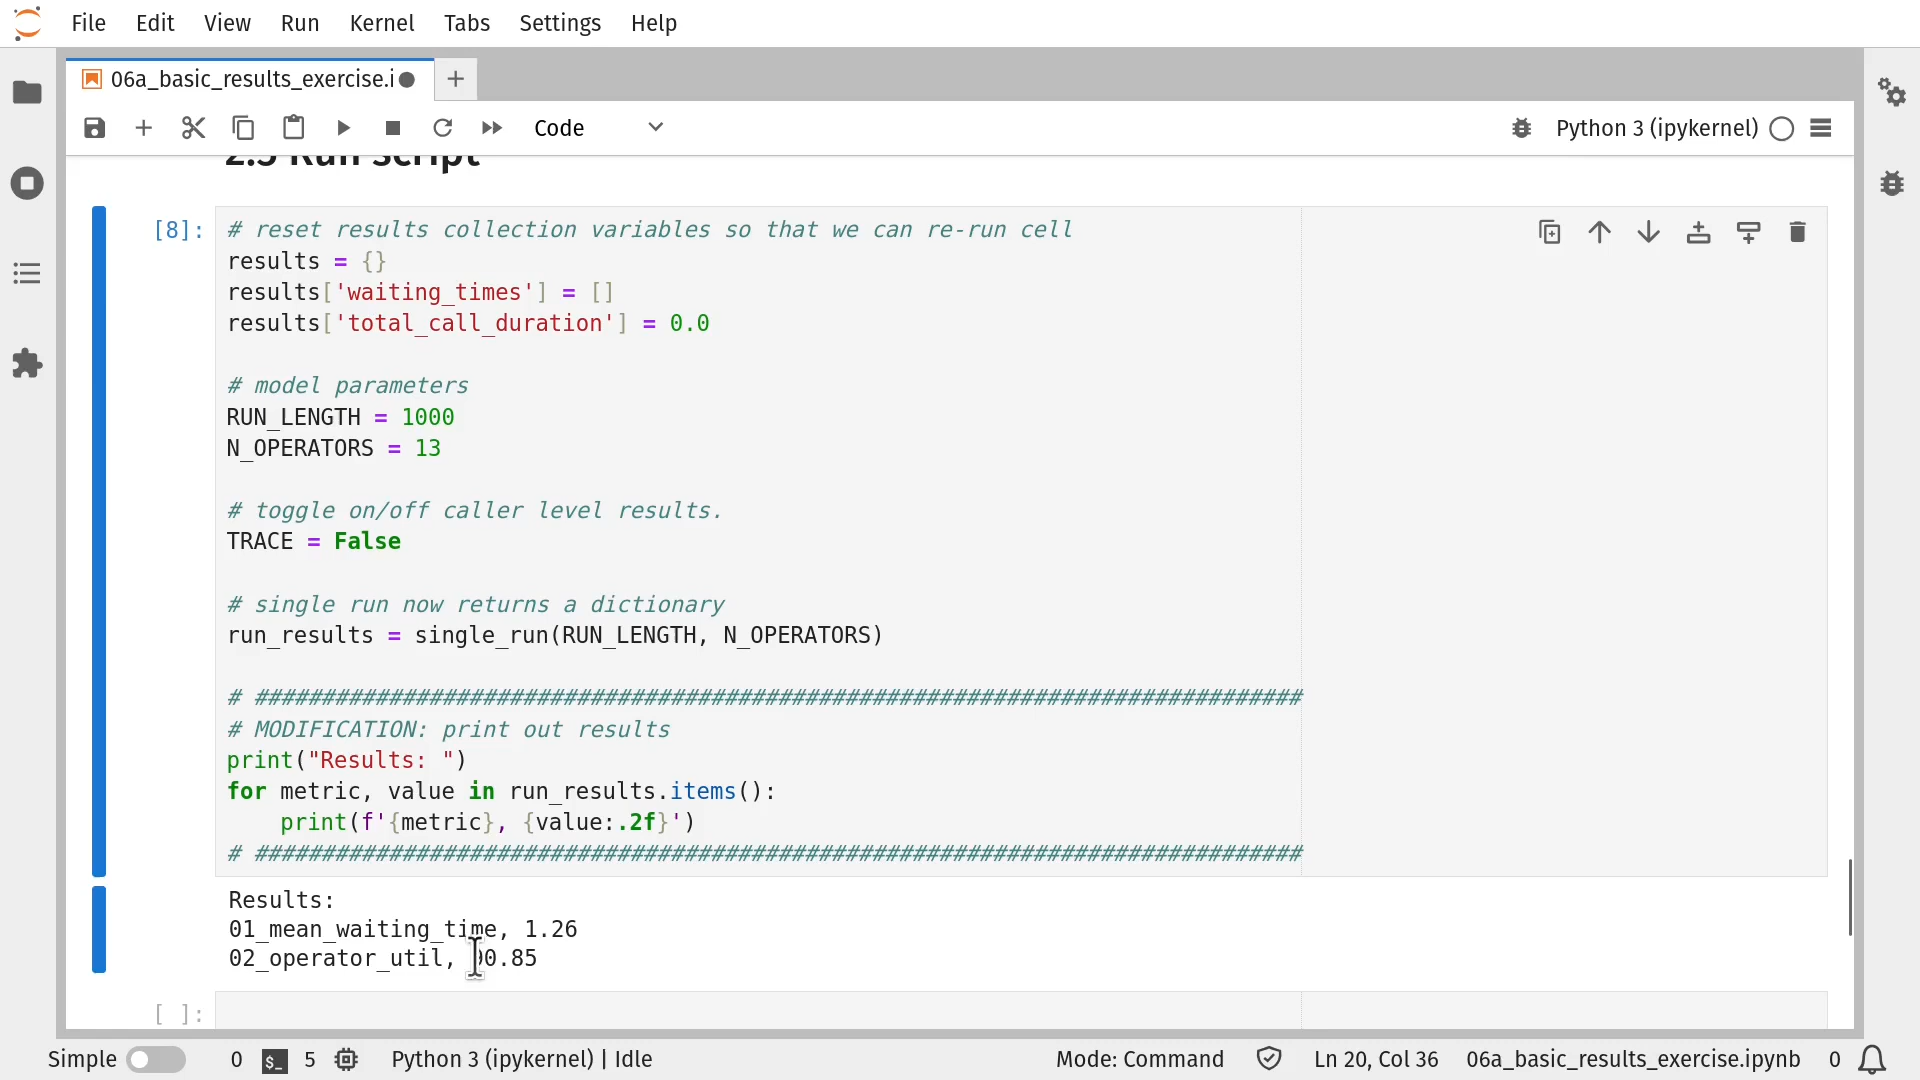 File Edit View Run Kernel Tabs Settings Help
06a_basic_results_exercise.i
Code
Python 3 (ipykernel)
2.5 Run script
[8]:
# reset results collection variables so that we can re-run cell
results = {}
results['waiting_times'] = []
results['total_call_duration'] = 0.0
# model parameters
RUN_LENGTH = 1000
N_OPERATORS = 13
# toggle on/off caller level results.
TRACE = False
# single run now returns a dictionary
run_results = single_run(RUN_LENGTH, N_OPERATORS)
# ##############################################################################
# MODIFICATION: print out results
print("Results: ")
for metric, value in run_results.items():
    print(f'{metric}, {value:.2f}')
# ##############################################################################
Results:
01_mean_waiting_time, 1.26
02_operator_util, 90.85
[ ]:
Simple 0 $_ 5 Python 3 (ipykernel) | Idle Mode: Command Ln 20, Col 36 06a_basic_results_exercise.ipynb 0